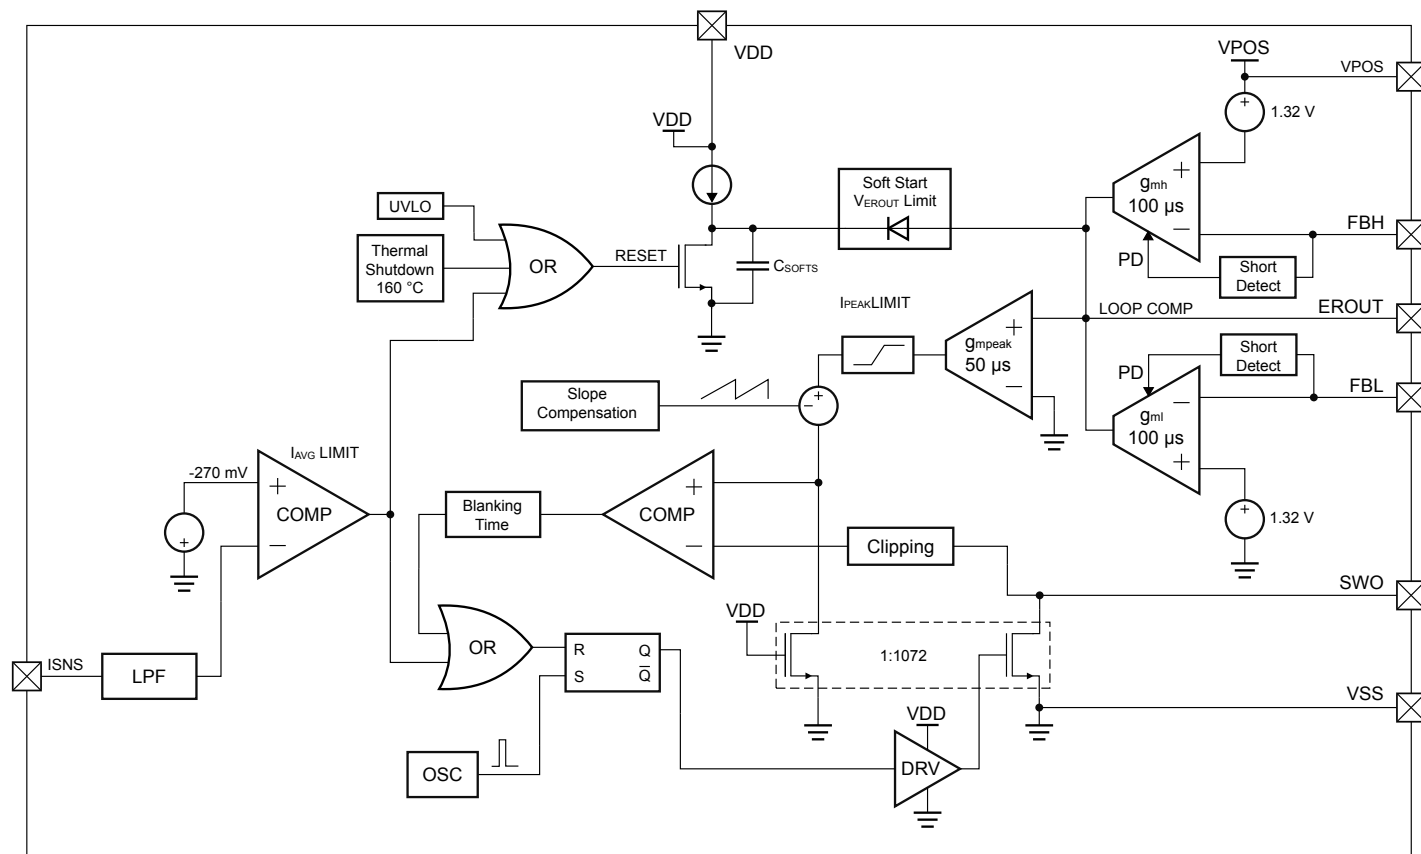 VDD
VPOS
VPOS
+
1.32 V
VDD
UVLO
Thermal
Shutdown
160 °C
OR
RESET
CSOFTS
Soft Start
VEROUT Limit
+
gmh
100 µs
−
PD
FBH
Short
Detect
IPEAKLIMIT
LOOP COMP
EROUT
+
gmpeak
50 µs
−
Short
Detect
PD
FBL
−
gml
100 µs
+
+
1.32 V
Slope
Compensation
+
−
IAVG LIMIT
-270 mV
+
COMP
−
+
Blanking
Time
+
COMP
−
Clipping
SWO
VDD
1:1072
OR
R
Q
S
Q
ISNS
LPF
VSS
VDD
OSC
DRV